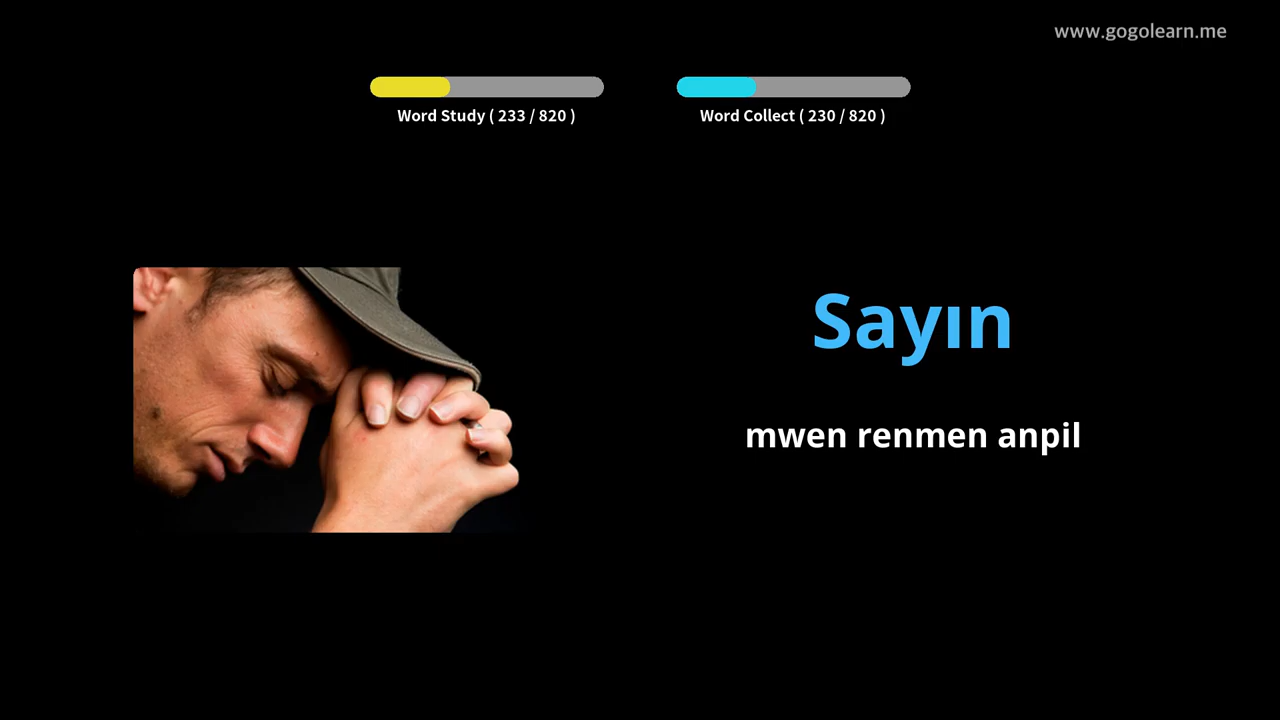 www.gogolearn.me
Word Study ( 233 / 820 )
Word Collect ( 230 / 820 )
Sayın
mwen renmen anpil